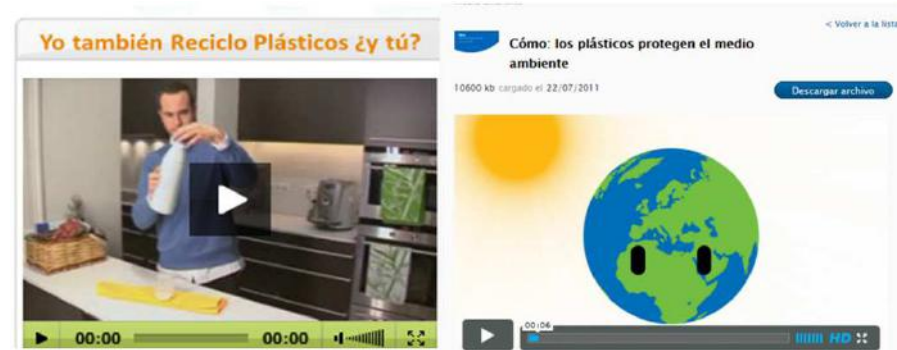 Yo también Reciclo Plásticos ¿y tú?
00:00 00:00
< Volver a la lista
Cómo: los plásticos protegen el medio
ambiente
10600 kb cargado el 22/07/2011
Descargar archivo
00:06
HD